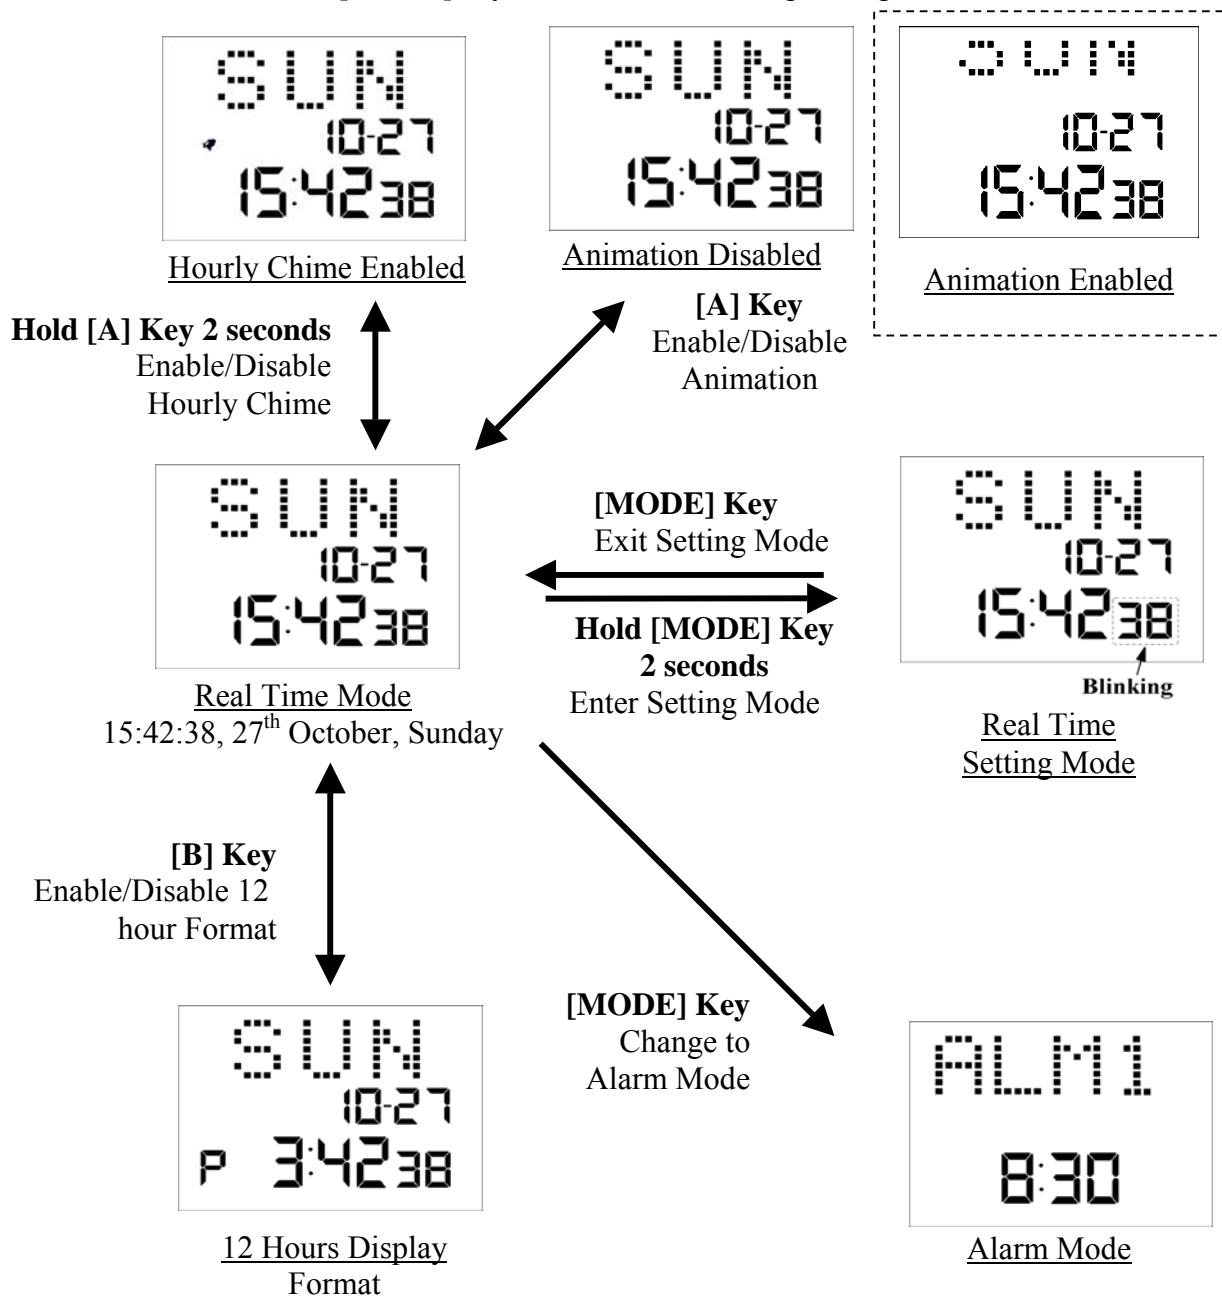 SUN
10-27
15:42 38
Hourly Chime Enabled
SUN
10-27
15:42 38
Animation Disabled
SUN
10-27
15:42 38
Animation Enabled
Hold [A] Key 2 seconds
Enable/Disable
Hourly Chime
[A] Key
Enable/Disable
Animation
SUN
10-27
15:42 38
Real Time Mode
15:42:38, 27th October, Sunday
[MODE] Key
Exit Setting Mode
Hold [MODE] Key
2 seconds
Enter Setting Mode
SUN
10-27
15:42 38
Blinking
Real Time
Setting Mode
[B] Key
Enable/Disable 12
hour Format
[MODE] Key
Change to
Alarm Mode
SUN
10-27
P 3:42 38
12 Hours Display
Format
ALM1
8:30
Alarm Mode